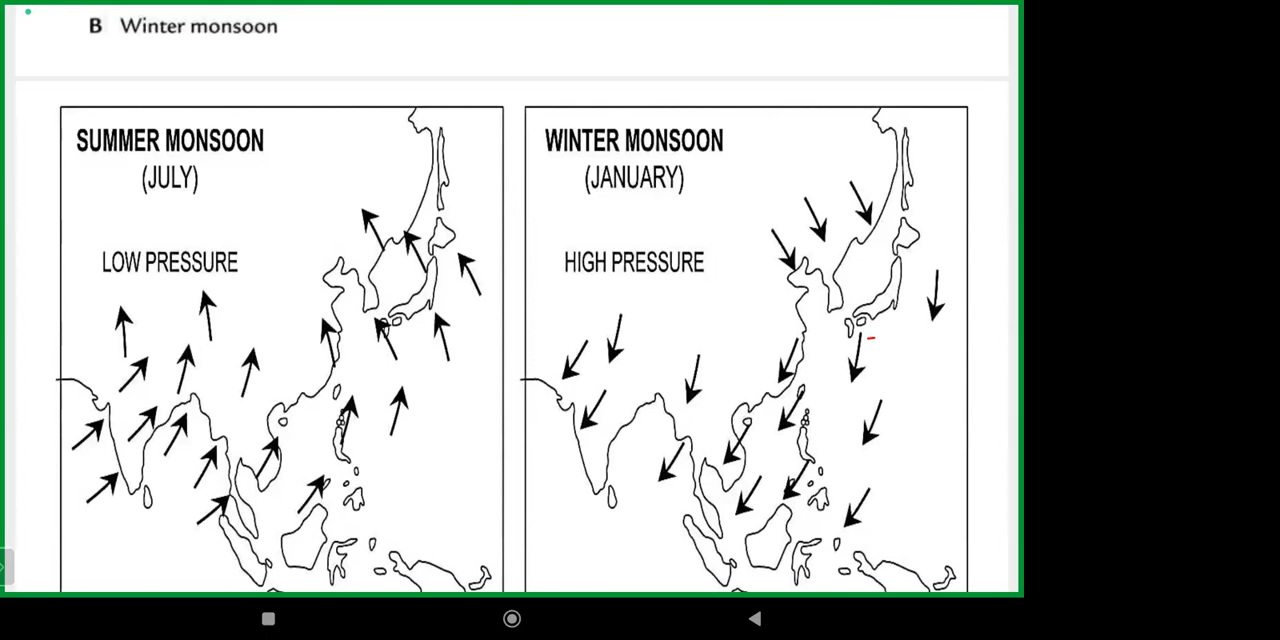 B Winter monsoon
SUMMER MONSOON
(JULY)
LOW PRESSURE
WINTER MONSOON
(JANUARY)
HIGH PRESSURE